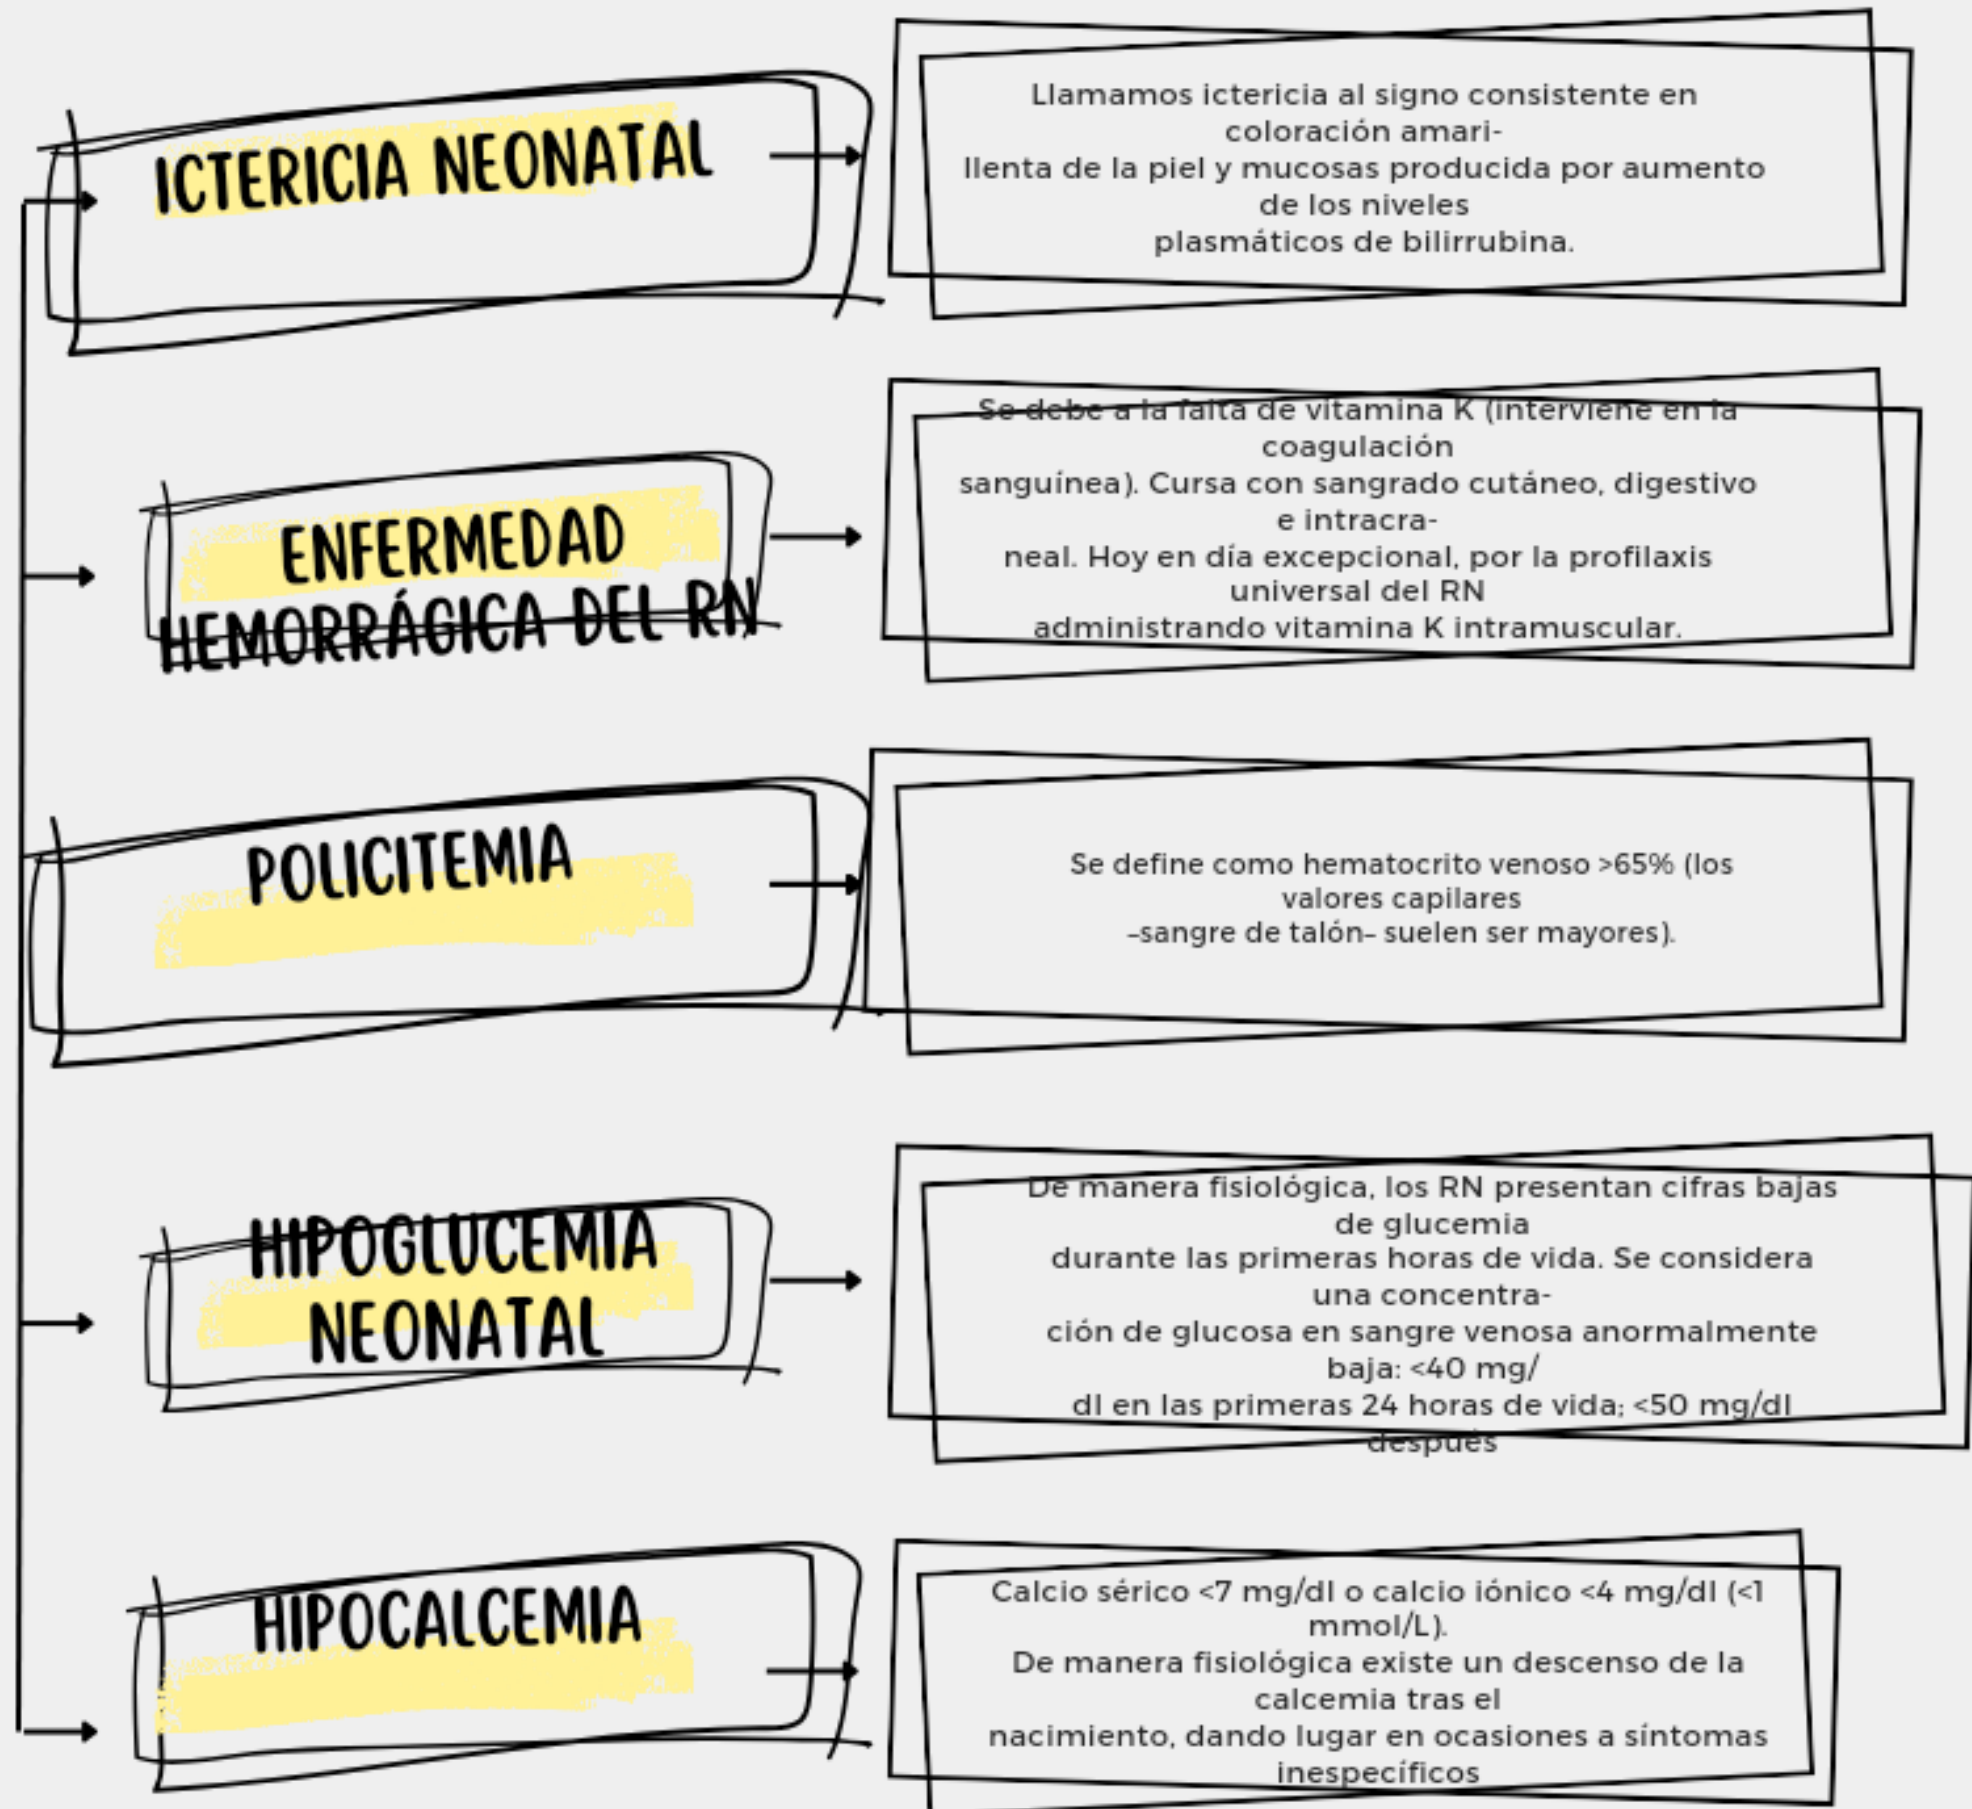 ICTERICIA NEONATAL
Llamamos ictericia al signo consistente en
coloración amari-
llenta de la piel y mucosas producida por aumento
de los niveles
plasmáticos de bilirrubina.
ENFERMEDAD
HEMORRÁGICA DEL RN
Se debe a la falta de vitamina K (interviene en la
coagulación
sanguínea). Cursa con sangrado cutáneo, digestivo
e intracra-
neal. Hoy en día excepcional, por la profilaxis
universal del RN
administrando vitamina K intramuscular.
POLICITEMIA
Se define como hematocrito venoso >65% (los
valores capilares
–sangre de talón– suelen ser mayores).
HIPOGLUCEMIA
NEONATAL
De manera fisiológica, los RN presentan cifras bajas
de glucemia
durante las primeras horas de vida. Se considera
una concentra-
ción de glucosa en sangre venosa anormalmente
baja: <40 mg/
dl en las primeras 24 horas de vida; <50 mg/dl
después
HIPOCALCEMIA
Calcio sérico <7 mg/dl o calcio iónico <4 mg/dl (<1
mmol/L).
De manera fisiológica existe un descenso de la
calcemia tras el
nacimiento, dando lugar en ocasiones a síntomas
inespecíficos